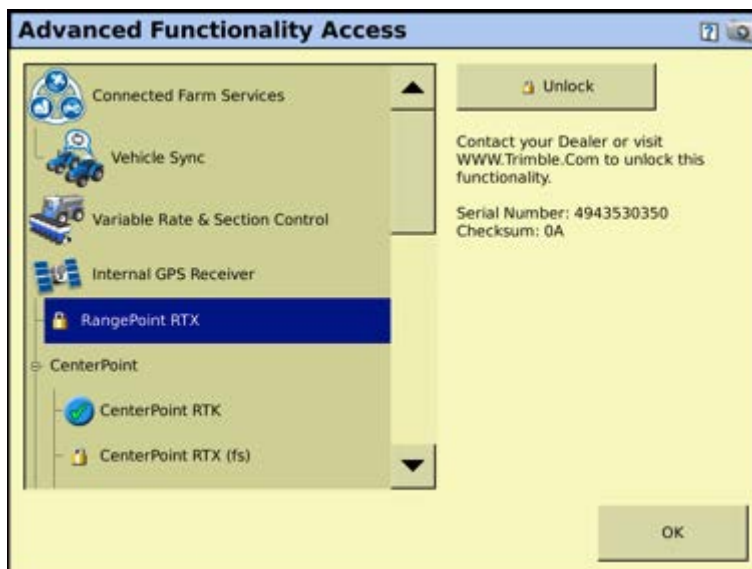 Advanced Functionality Access
Connected Farm Services
Vehicle Sync
Variable Rate & Section Control
Internal GPS Receiver
RangePoint RTX
CenterPoint
CenterPoint RTK
CenterPoint RTX (fs)
Unlock
Contact your Dealer or visit
WWW.Trimble.Com to unlock this
functionality.
Serial Number: 4943530350
Checksum: 0A
OK